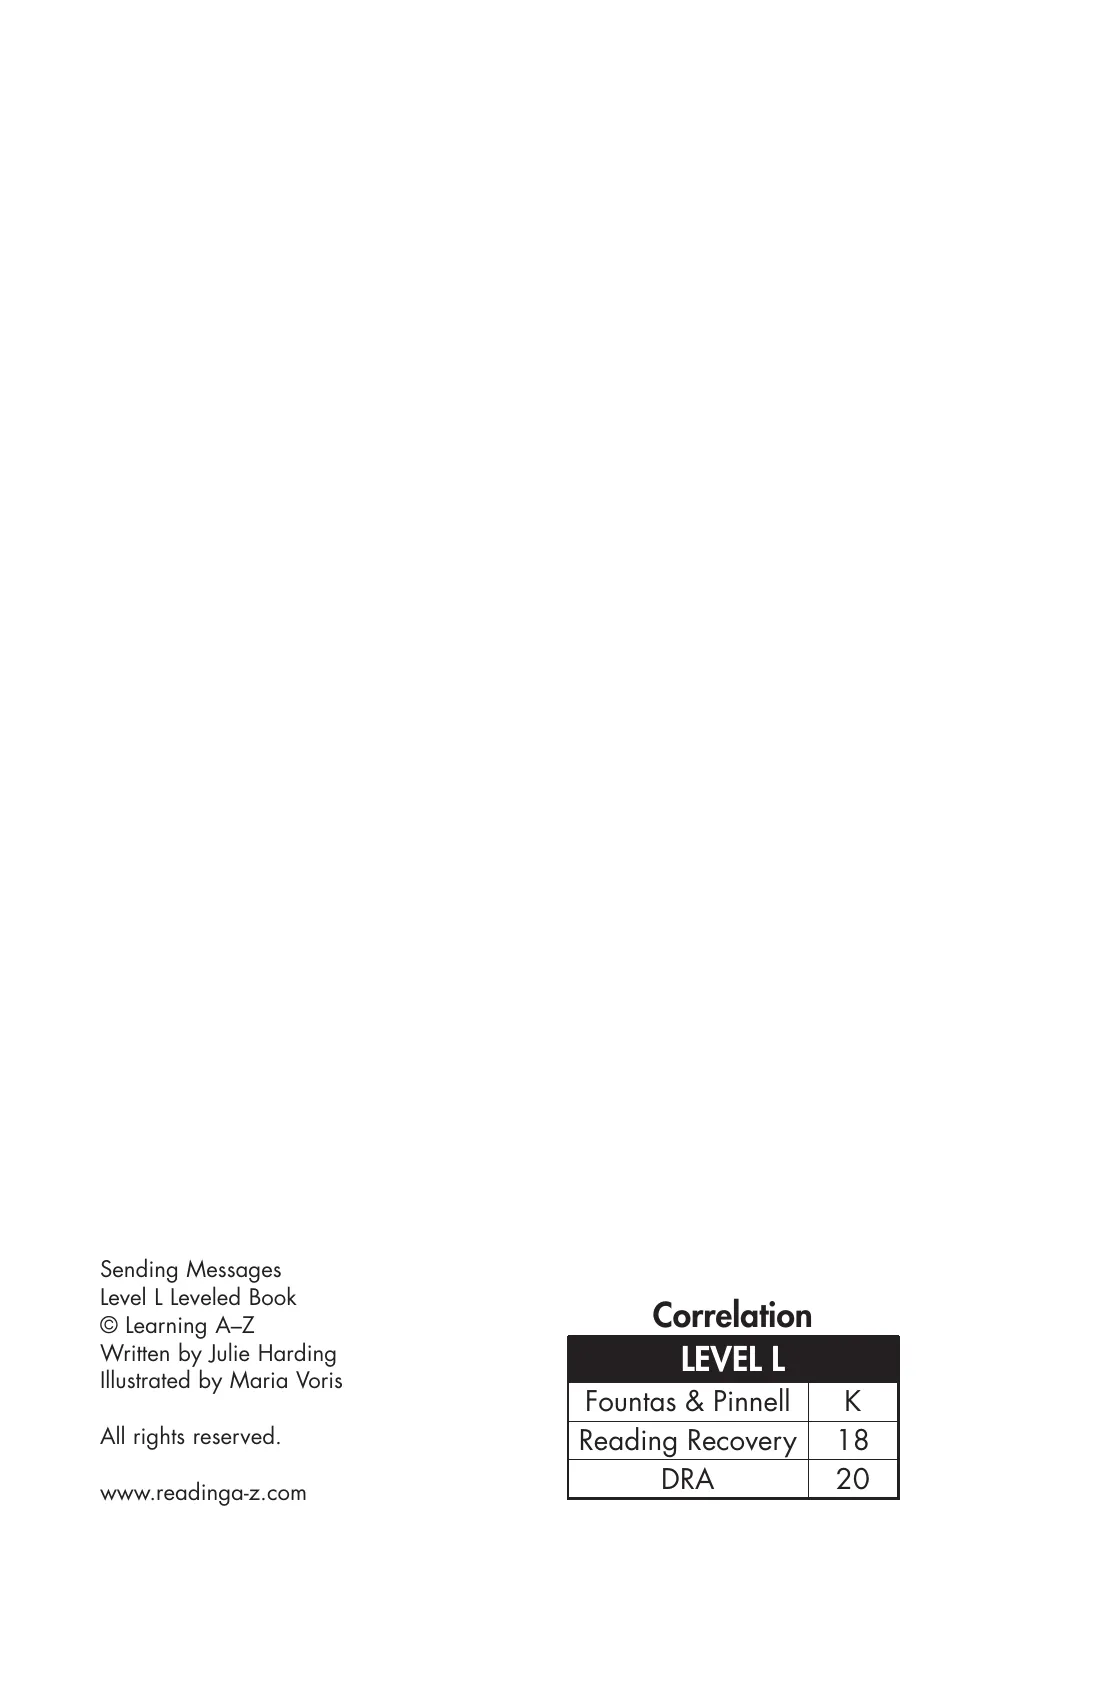 Sending Messages
Level L Leveled Book
© Learning A–Z
Written by Julie Harding
Illustrated by Maria Voris
All rights reserved.
www.readinga-z.com
Correlation
LEVEL L
Fountas & Pinnell K
Reading Recovery 18
DRA 20